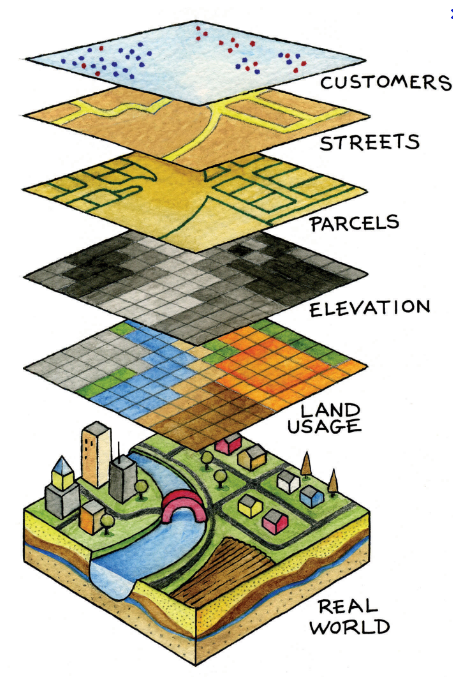 CUSTOMERS
STREETS
PARCELS
ELEVATION
LAND
USAGE
REAL
WORLD